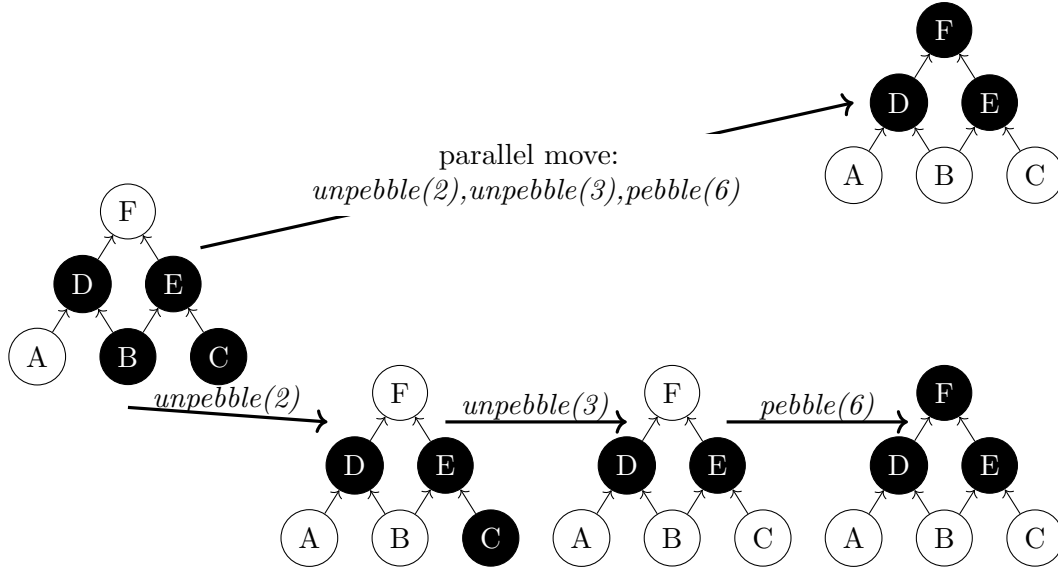 F
D E
A B C
parallel move:
unpebble(2),unpebble(3),pebble(6)
F
D E
A B C
unpebble(2)
F
D E
A B C
unpebble(3)
F
D E
A B C
pebble(6)
F
D E
A B C